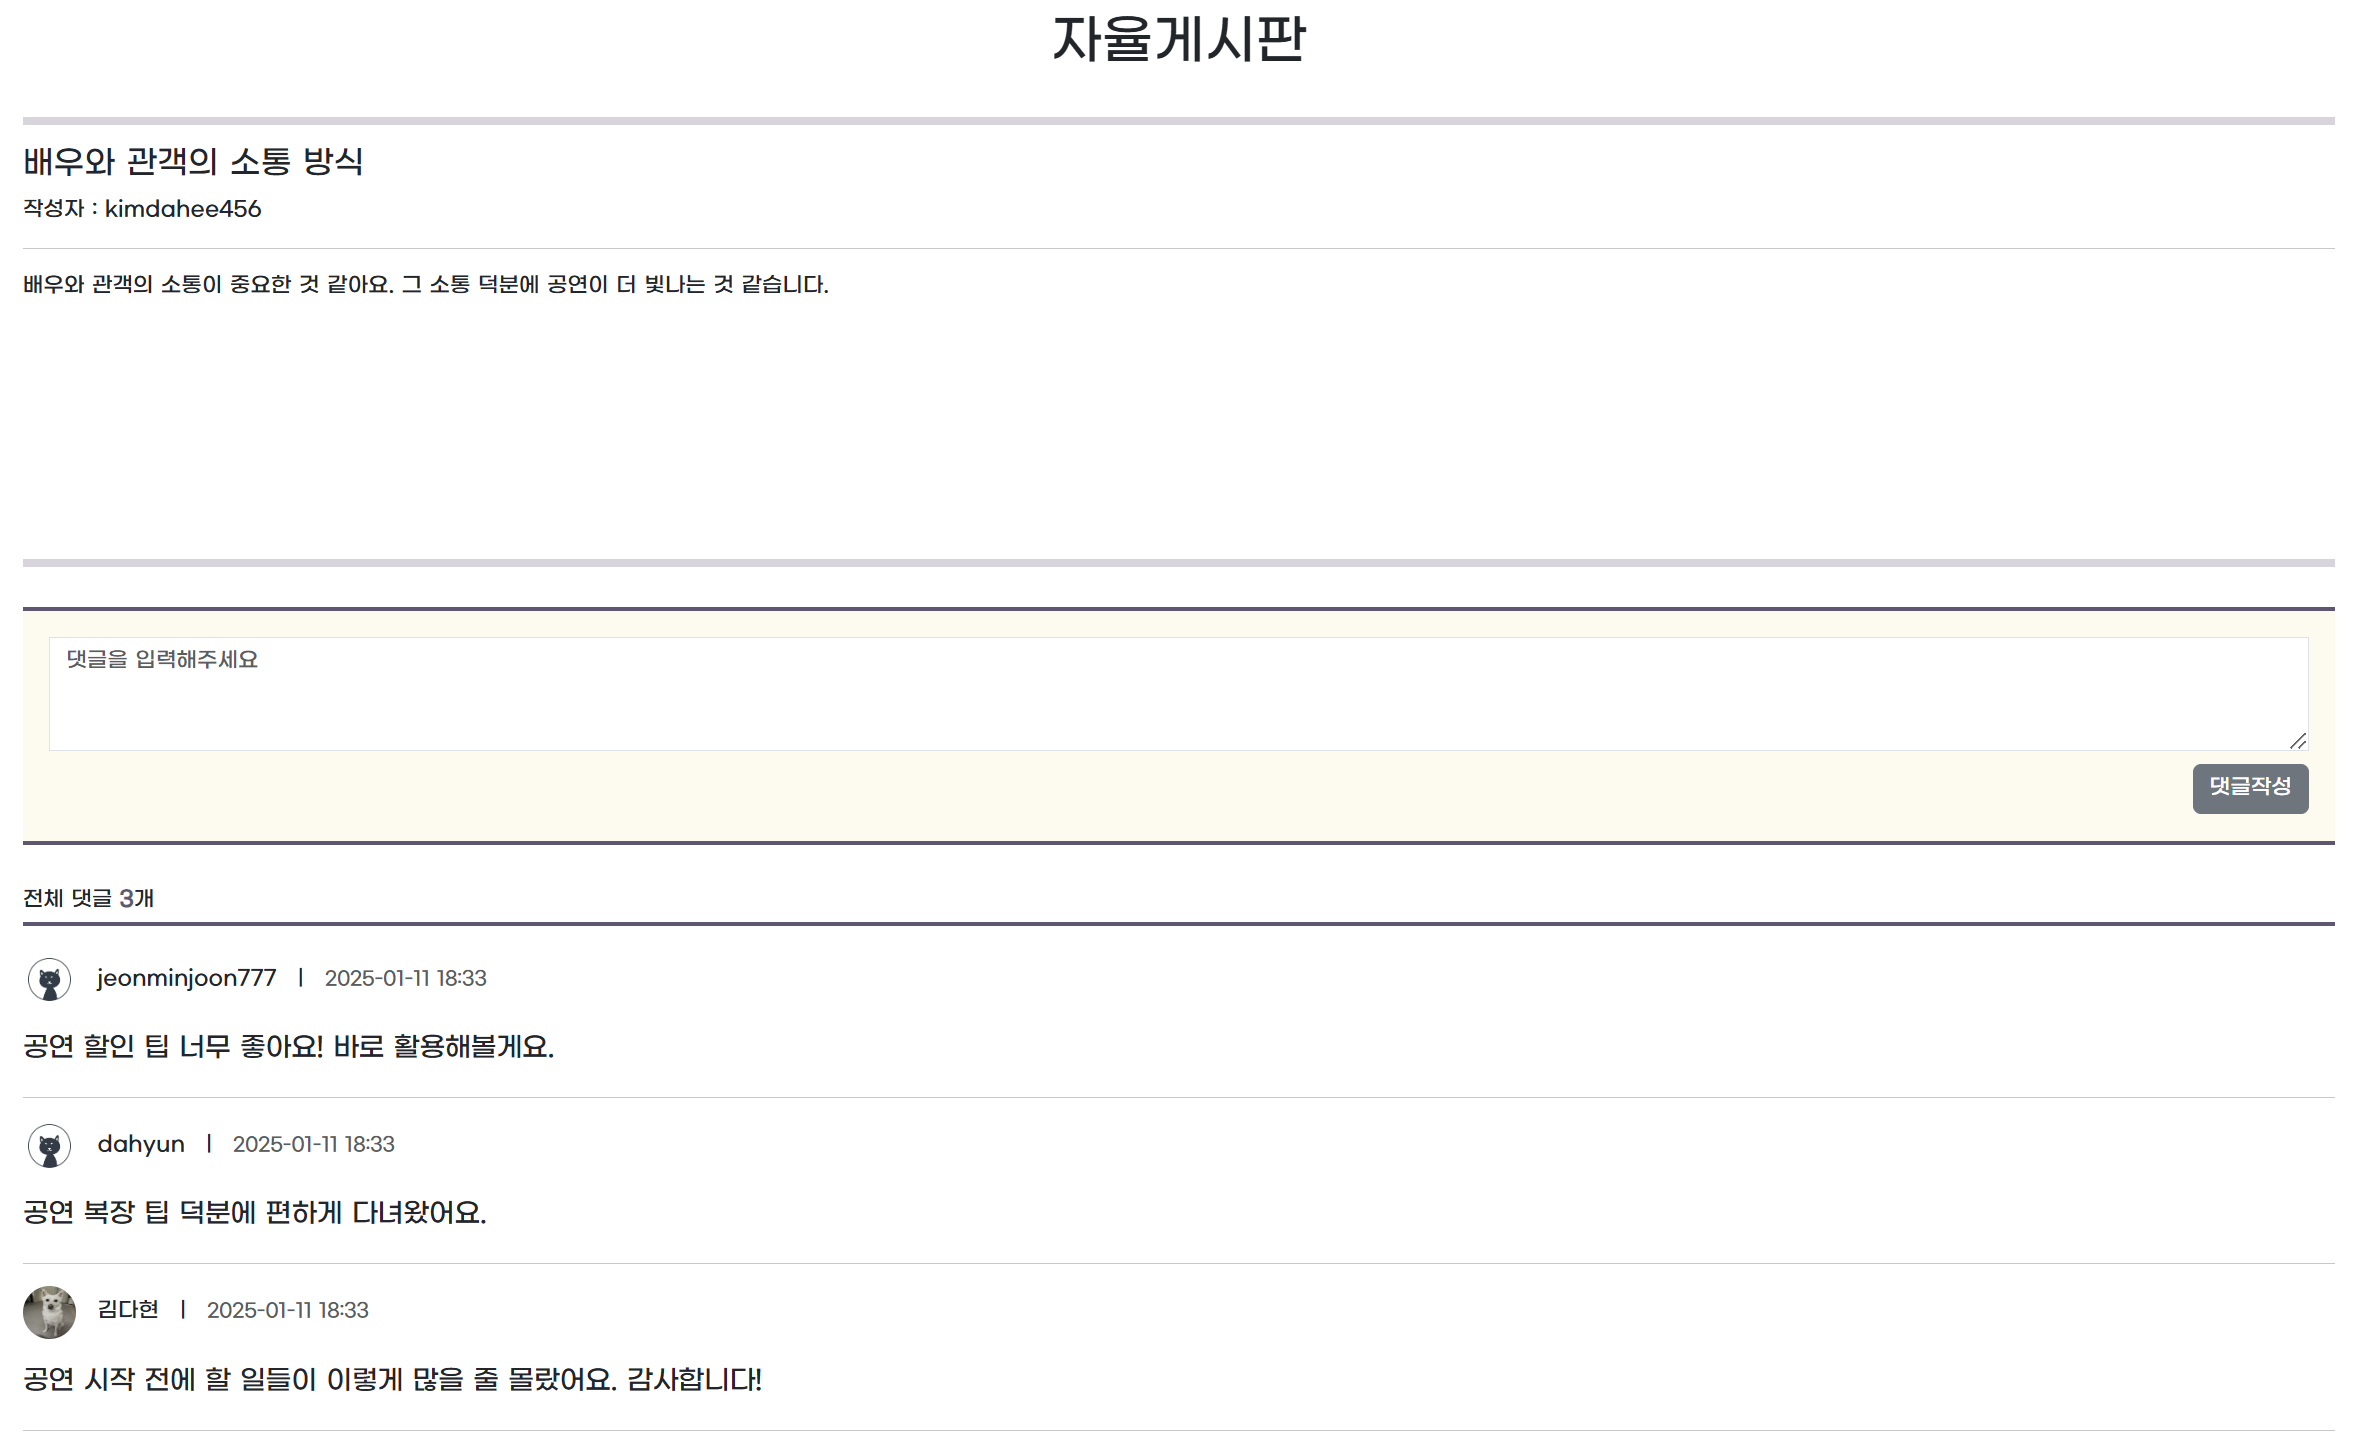 자율게시판
배우와 관객의 소통 방식
작성자 : kimdahee456
배우와 관객의 소통이 중요한 것 같아요. 그 소통 덕분에 공연이 더 빛나는 것 같습니다.
댓글을 입력해주세요
댓글작성
전체 댓글 3개
jeonminjoon777 | 2025-01-11 18:33
공연 할인 팁 너무 좋아요! 바로 활용해볼게요.
dahyun | 2025-01-11 18:33
공연 복장 팁 덕분에 편하게 다녀왔어요.
김다현 | 2025-01-11 18:33
공연 시작 전에 할 일들이 이렇게 많을 줄 몰랐어요. 감사합니다!